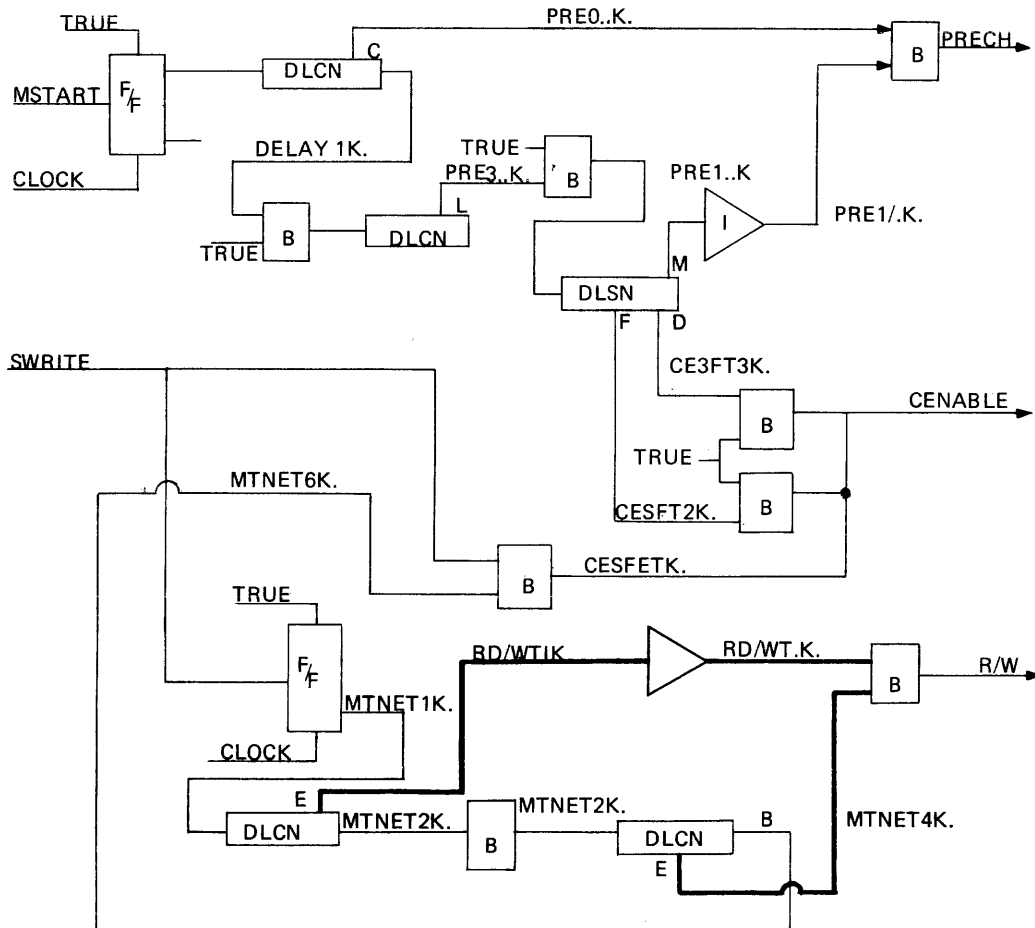 TRUE
PRE0..K.
C
B
PRECH
DLCN
F/F
MSTART
DELAY 1K.
TRUE
PRE3..K.
B
PRE1..K
CLOCK
L
I
PRE1/.K.
B
DLCN
TRUE
M
DLSN
F
D
SWRITE
CE3FT3K.
CENABLE
B
TRUE
MTNET6K.
B
CESFT2K.
CESFETK.
B
TRUE
F/F
RD/WTIK
RD/WT.K.
R/W
B
MTNET1K.
CLOCK
E
MTNET2K.
MTNET2K.
B
MTNET4K.
DLCN
B
DLCN
E